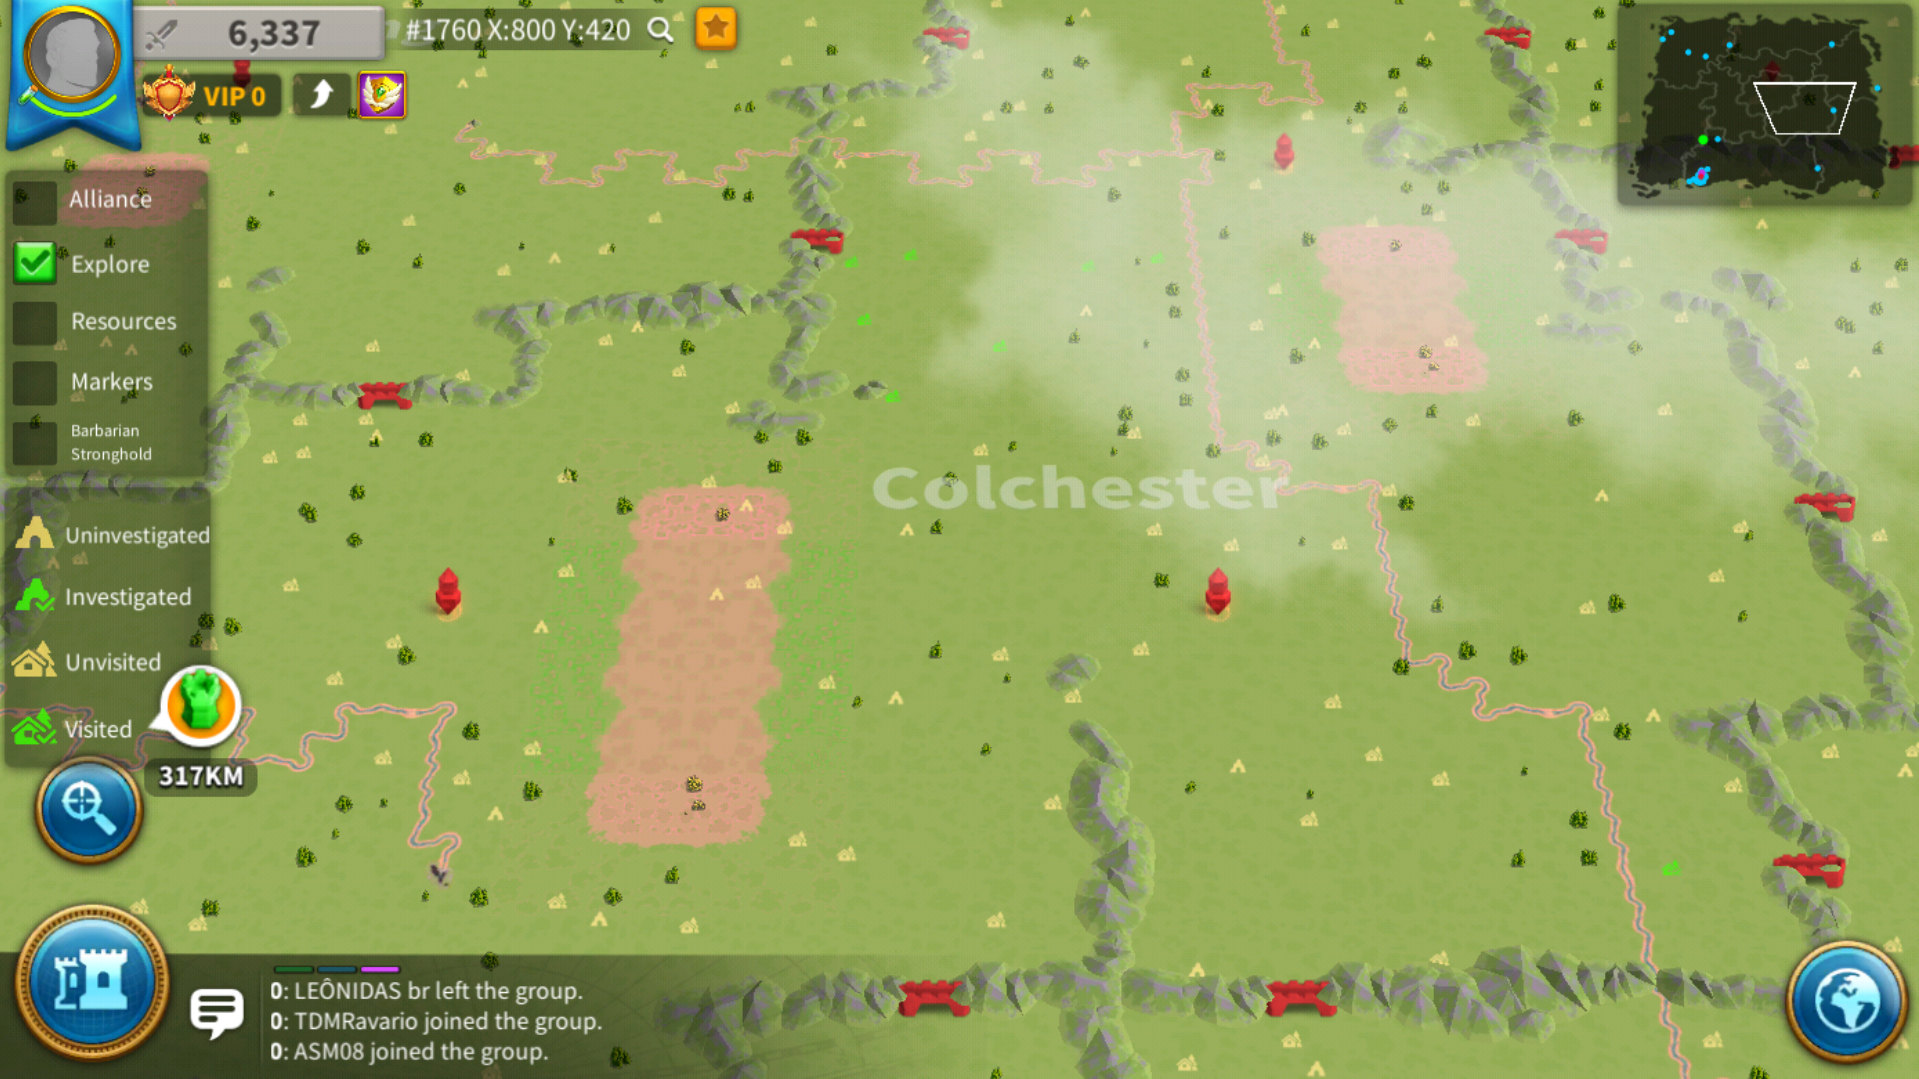 6,337
#1760 X:800 Y:420
VIP 0
Alliance
Explore
Resources
Markers
Barbarian
Stronghold
Colchester
Uninvestigated
Investigated
Unvisited
Visited
317KM
0: LEÔNIDAS br left the group.
0: TDMRavario joined the group.
0: ASM08 joined the group.